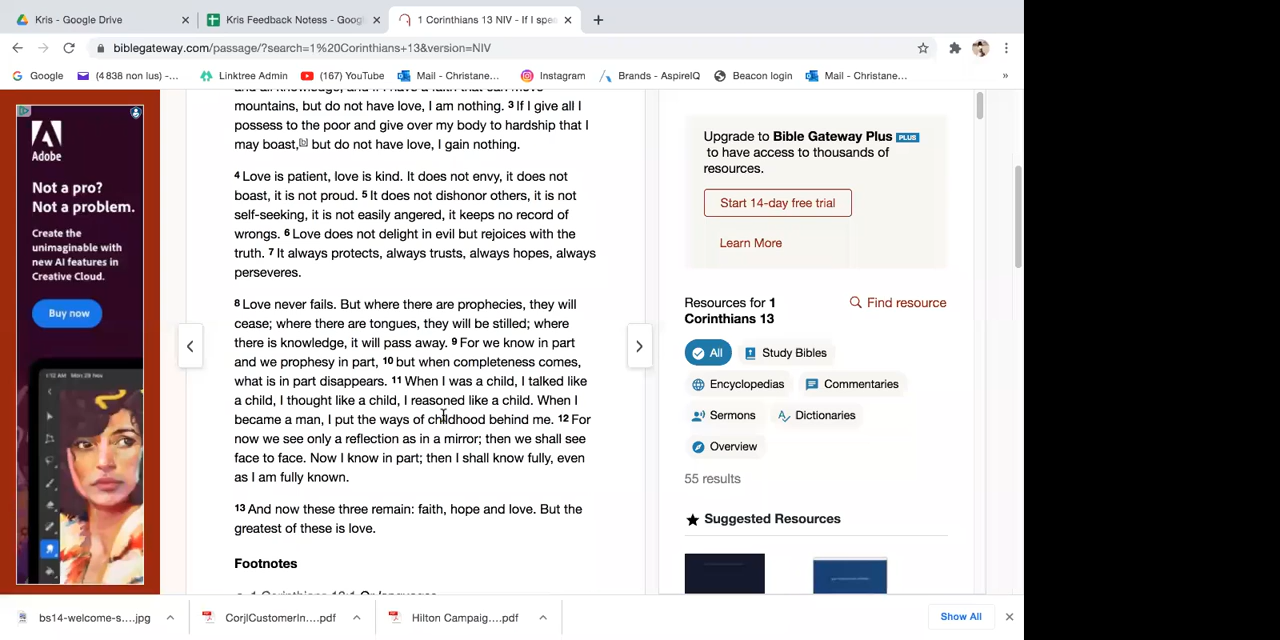 Kris - Google Drive
Kris Feedback Notess - Goog
1 Corinthians 13 NIV - If I spe
biblegateway.com/passage/?search=1%20Corinthians+13&version=NIV
Google
(4 838 non lus) -...
Linktree Admin
(167) YouTube
Mail - Christane...
Instagram
Brands - AspireIQ
Beacon login
Mail - Christane...
»
Adobe
Not a pro?
Not a problem.
Create the
unimaginable with
new AI features in
Creative Cloud.
Buy now
mountains, but do not have love, I am nothing. 3 If I give all I
possess to the poor and give over my body to hardship that I
may boast,[b] but do not have love, I gain nothing.
4 Love is patient, love is kind. It does not envy, it does not
boast, it is not proud. 5 It does not dishonor others, it is not
self-seeking, it is not easily angered, it keeps no record of
wrongs. 6 Love does not delight in evil but rejoices with the
truth. 7 It always protects, always trusts, always hopes, always
perseveres.
8 Love never fails. But where there are prophecies, they will
cease; where there are tongues, they will be stilled; where
there is knowledge, it will pass away. 9 For we know in part
and we prophesy in part, 10 but when completeness comes,
what is in part disappears. 11 When I was a child, I talked like
a child, I thought like a child, I reasoned like a child. When I
became a man, I put the ways of childhood behind me. 12 For
now we see only a reflection as in a mirror; then we shall see
face to face. Now I know in part; then I shall know fully, even
as I am fully known.
13 And now these three remain: faith, hope and love. But the
greatest of these is love.
Footnotes
Upgrade to Bible Gateway Plus PLUS
to have access to thousands of
resources.
Start 14-day free trial
Learn More
Resources for 1
Corinthians 13
Find resource
All
Study Bibles
Encyclopedias
Commentaries
Sermons
Dictionaries
Overview
55 results
Suggested Resources
bs14-welcome-s....jpg
CorjlCustomerIn....pdf
Hilton Campaig....pdf
Show All